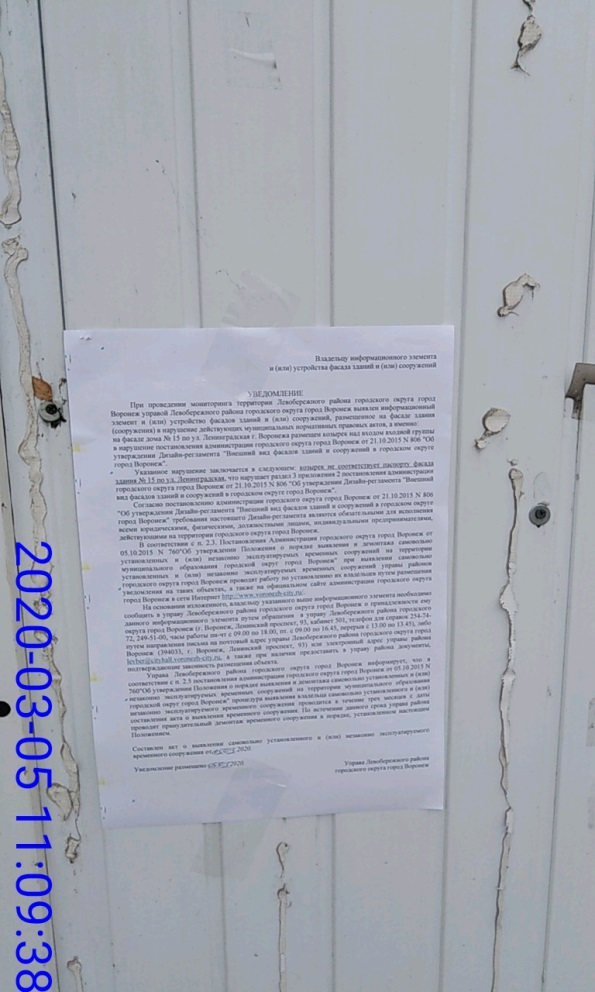 Владельцу информационного элемента
и (или) устройства фасада зданий и (или) сооружений
УВЕДОМЛЕНИЕ
При проведении мониторинга территории Левобережного района городского округа город
Воронеж управой Левобережного района городского округа город Воронеж выявлен информационный
элемент и (или) устройство фасадов зданий и (или) сооружений, размещенное на фасаде здания
(сооружения) в нарушение действующих муниципальных нормативных правовых актов, а именно:
на фасаде дома № 15 по ул. Ленинградская г. Воронежа размещен козырек над входом входной группы
в нарушение постановления администрации городского округа город Воронеж от 21.10.2015 N 806 "Об
утверждении Дизайн-регламента "Внешний вид фасадов зданий и сооружений в городском округе
город Воронеж".
Указанное нарушение заключается в следующем: козырек не соответствует паспорту фасада
здания № 15 по ул. Ленинградская, что нарушает раздел 3 приложения 2 постановления администрации
городского округа город Воронеж от 21.10.2015 N 806 "Об утверждении Дизайн-регламента "Внешний
вид фасадов зданий и сооружений в городском округе город Воронеж".
Согласно постановлению администрации городского округа город Воронеж от 21.10.2015 N 806
"Об утверждении Дизайн-регламента "Внешний вид фасадов зданий и сооружений в городском округе
город Воронеж" требования настоящего Дизайн-регламента являются обязательными для исполнения
всеми юридическими, физическими, должностными лицами, индивидуальными предпринимателями,
действующими на территории городского округа город Воронеж.
В соответствии с п. 2.3. Постановления Администрации городского округа город Воронеж от
05.10.2015 N 760"Об утверждении Положения о порядке выявления и демонтажа самовольно
установленных и (или) незаконно эксплуатируемых временных сооружений на территории
муниципального образования городской округ город Воронеж" при выявлении самовольно
установленных и (или) незаконно эксплуатируемых временных сооружений управы районов
городского округа город Воронеж проводят работу по установлению их владельцев путем размещения
уведомления на таких объектах, а также на официальном сайте администрации городского округа
город Воронеж в сети Интернет http://www.voronezh-city.ru/.
На основании изложенного, владельцу указанного выше информационного элемента необходимо
сообщить в управу Левобережного района городского округа город Воронеж о принадлежности ему
данного информационного элемента путем обращения в управу Левобережного района городского
округа город Воронеж (г. Воронеж, Ленинский проспект, 93, кабинет 501, телефон для справок 254-74-
72, 249-51-00, часы работы пн-чт с 09.00 по 18.00, пт. с 09.00 по 16.45, перерыв с 13.00 по 13.45), либо
путем направления письма на почтовый адрес управы Левобережного района городского округа город
Воронеж (394033, г. Воронеж, Ленинский проспект, 93) или электронный адрес управы района
levber@cityhall.voronezh-city.ru, а также при наличии предоставить в управу района документы,
подтверждающие законность размещения объекта.
Управа Левобережного района городского округа город Воронеж информирует, что в
соответствии с п. 2.5 постановления администрации городского округа город Воронеж от 05.10.2015 N
760"Об утверждении Положения о порядке выявления и демонтажа самовольно установленных и (или)
незаконно эксплуатируемых временных сооружений на территории муниципального образования
городской округ город Воронеж" процедура выявления владельца самовольно установленного и (или)
незаконно эксплуатируемого временного сооружения проводится в течение трех месяцев с даты
составления акта о выявлении временного сооружения. По истечении данного срока управа района
проводит принудительный демонтаж временного сооружения в порядке, установленном настоящим
Положением.
Составлен акт о выявлении самовольно установленного и (или) незаконно эксплуатируемого
временного сооружения от 2020.
Уведомление размещено 2020.
Управа Левобережного района
городского округа город Воронеж
2020-03-05 11:09:38